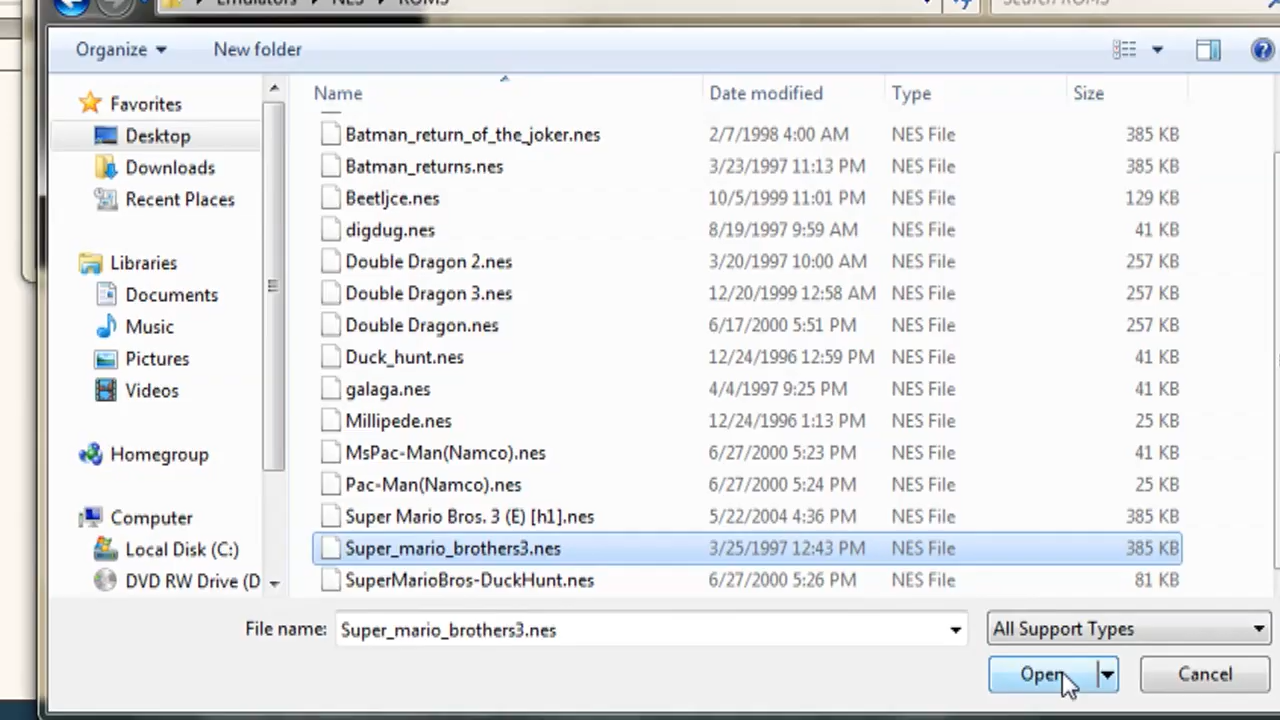 Emulators NES ROMS Search ROMS
Organize New folder
Name Date modified Type Size
Favorites
Desktop
Downloads
Recent Places
Libraries
Documents
Music
Pictures
Videos
Homegroup
Computer
Local Disk (C:)
DVD RW Drive (D
Batman_return_of_the_joker.nes 2/7/1998 4:00 AM NES File 385 KB
Batman_returns.nes 3/23/1997 11:13 PM NES File 385 KB
Beetljce.nes 10/5/1999 11:01 PM NES File 129 KB
digdug.nes 8/19/1997 9:59 AM NES File 41 KB
Double Dragon 2.nes 3/20/1997 10:00 AM NES File 257 KB
Double Dragon 3.nes 12/20/1999 12:58 AM NES File 257 KB
Double Dragon.nes 6/17/2000 5:51 PM NES File 257 KB
Duck_hunt.nes 12/24/1996 12:59 PM NES File 41 KB
galaga.nes 4/4/1997 9:25 PM NES File 41 KB
Millipede.nes 12/24/1996 1:13 PM NES File 25 KB
MsPac-Man(Namco).nes 6/27/2000 5:23 PM NES File 41 KB
Pac-Man(Namco).nes 6/27/2000 5:24 PM NES File 25 KB
Super Mario Bros. 3 (E) [h1].nes 5/22/2004 4:36 PM NES File 385 KB
Super_mario_brothers3.nes 3/25/1997 12:43 PM NES File 385 KB
SuperMarioBros-DuckHunt.nes 6/27/2000 5:26 PM NES File 81 KB
File name: Super_mario_brothers3.nes All Support Types
Open Cancel